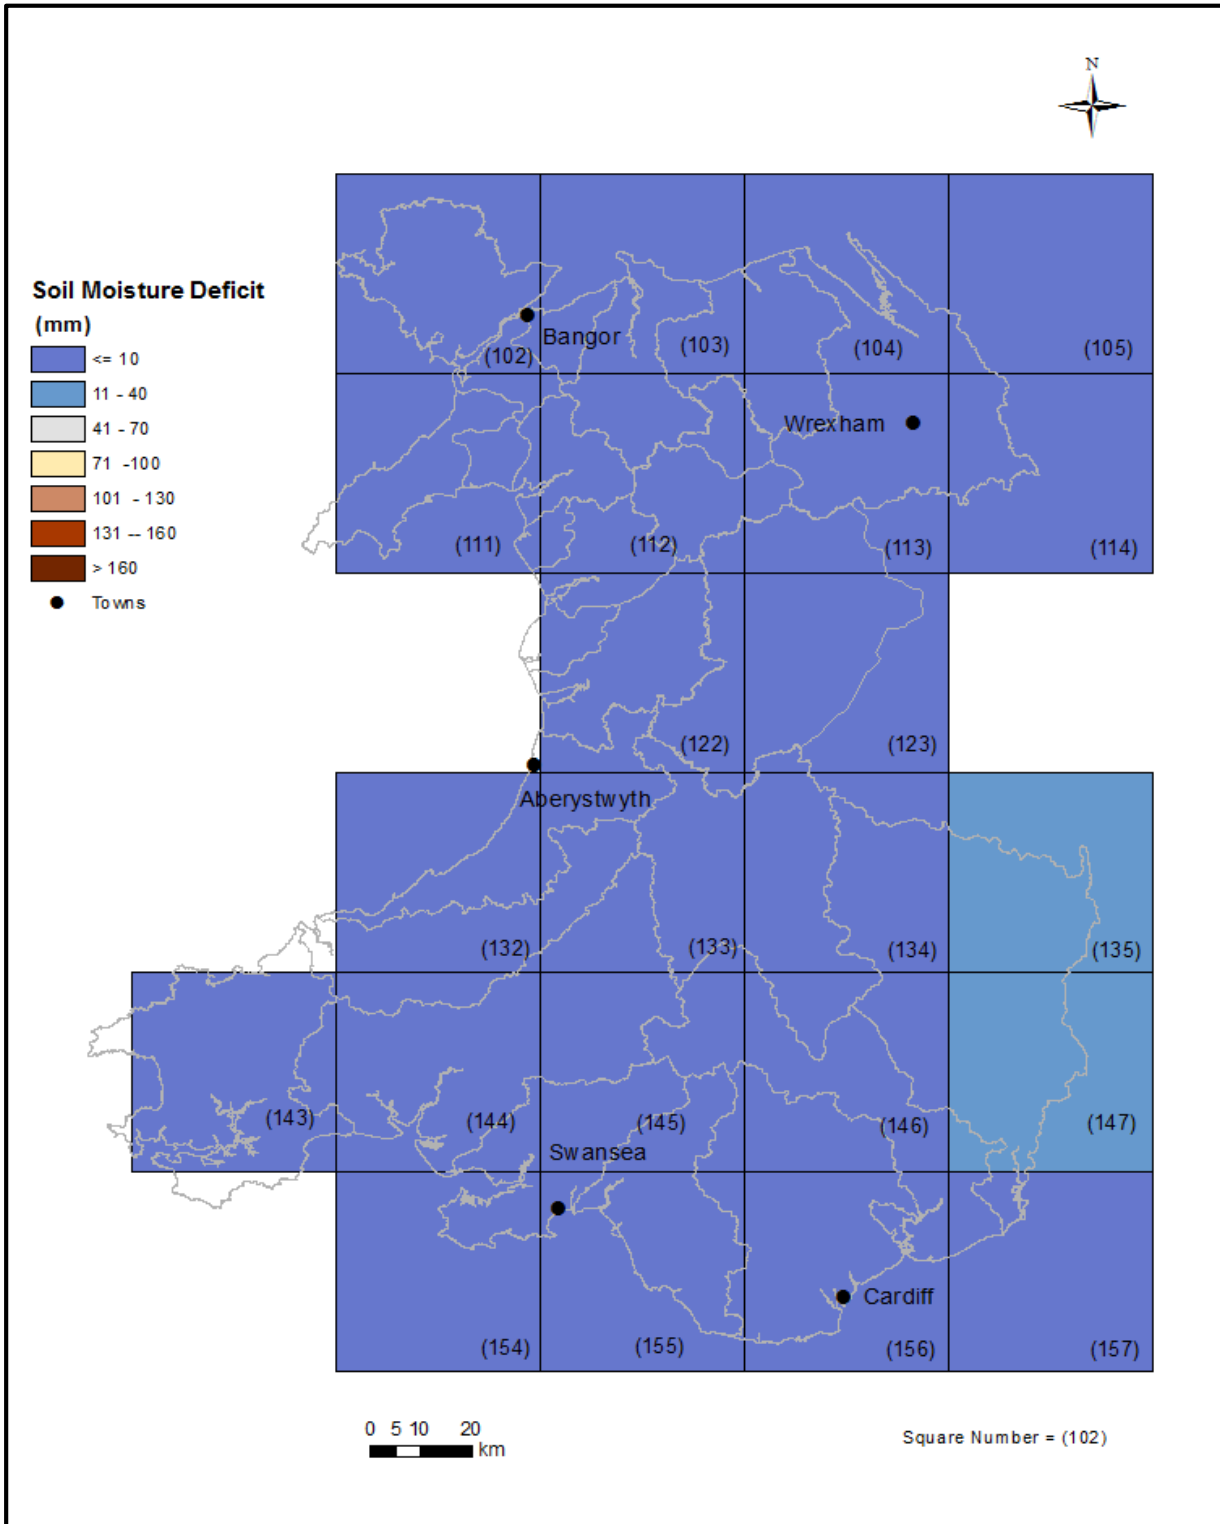 N
Soil Moisture Deficit
(mm)
<= 10
11 - 40
41 - 70
71 -100
101 - 130
131 -- 160
> 160
Towns
Bangor
(102)
(103)
(104)
(105)
Wrexham
(111)
(112)
(113)
(114)
(122)
(123)
Aberystwyth
(132)
(133)
(134)
(135)
(143)
(144)
(145)
(146)
(147)
Swansea
Cardiff
(154)
(155)
(156)
(157)
0 5 10 20
km
Square Number = (102)